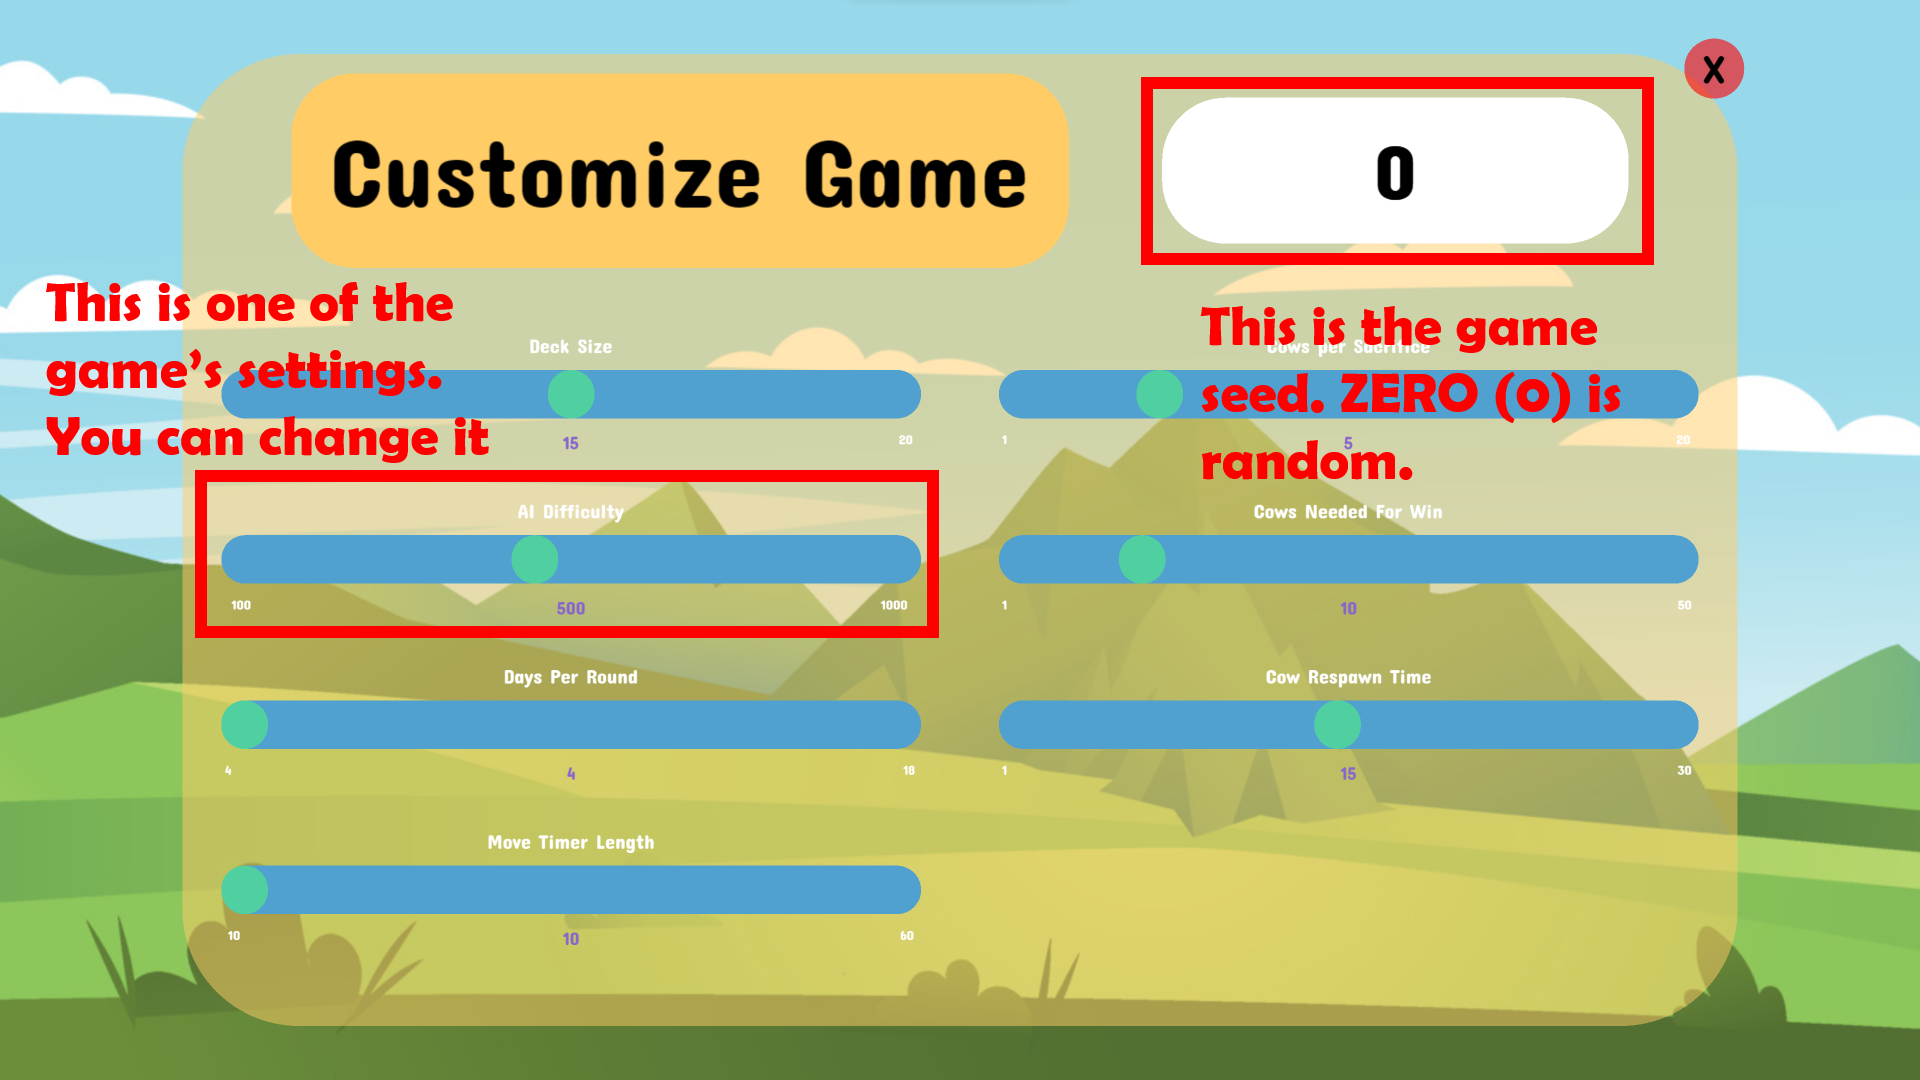 X
Customize Game
0
This is one of the
game's settings.
You can change it
This is the game
seed. ZERO (0) is
random.
Deck Size
15
20
Cows per Sacrifice
1
5
20
AI Difficulty
100
500
1000
Cows Needed For Win
1
10
50
Days Per Round
4
4
18
Cow Respawn Time
1
15
30
Move Timer Length
10
10
60